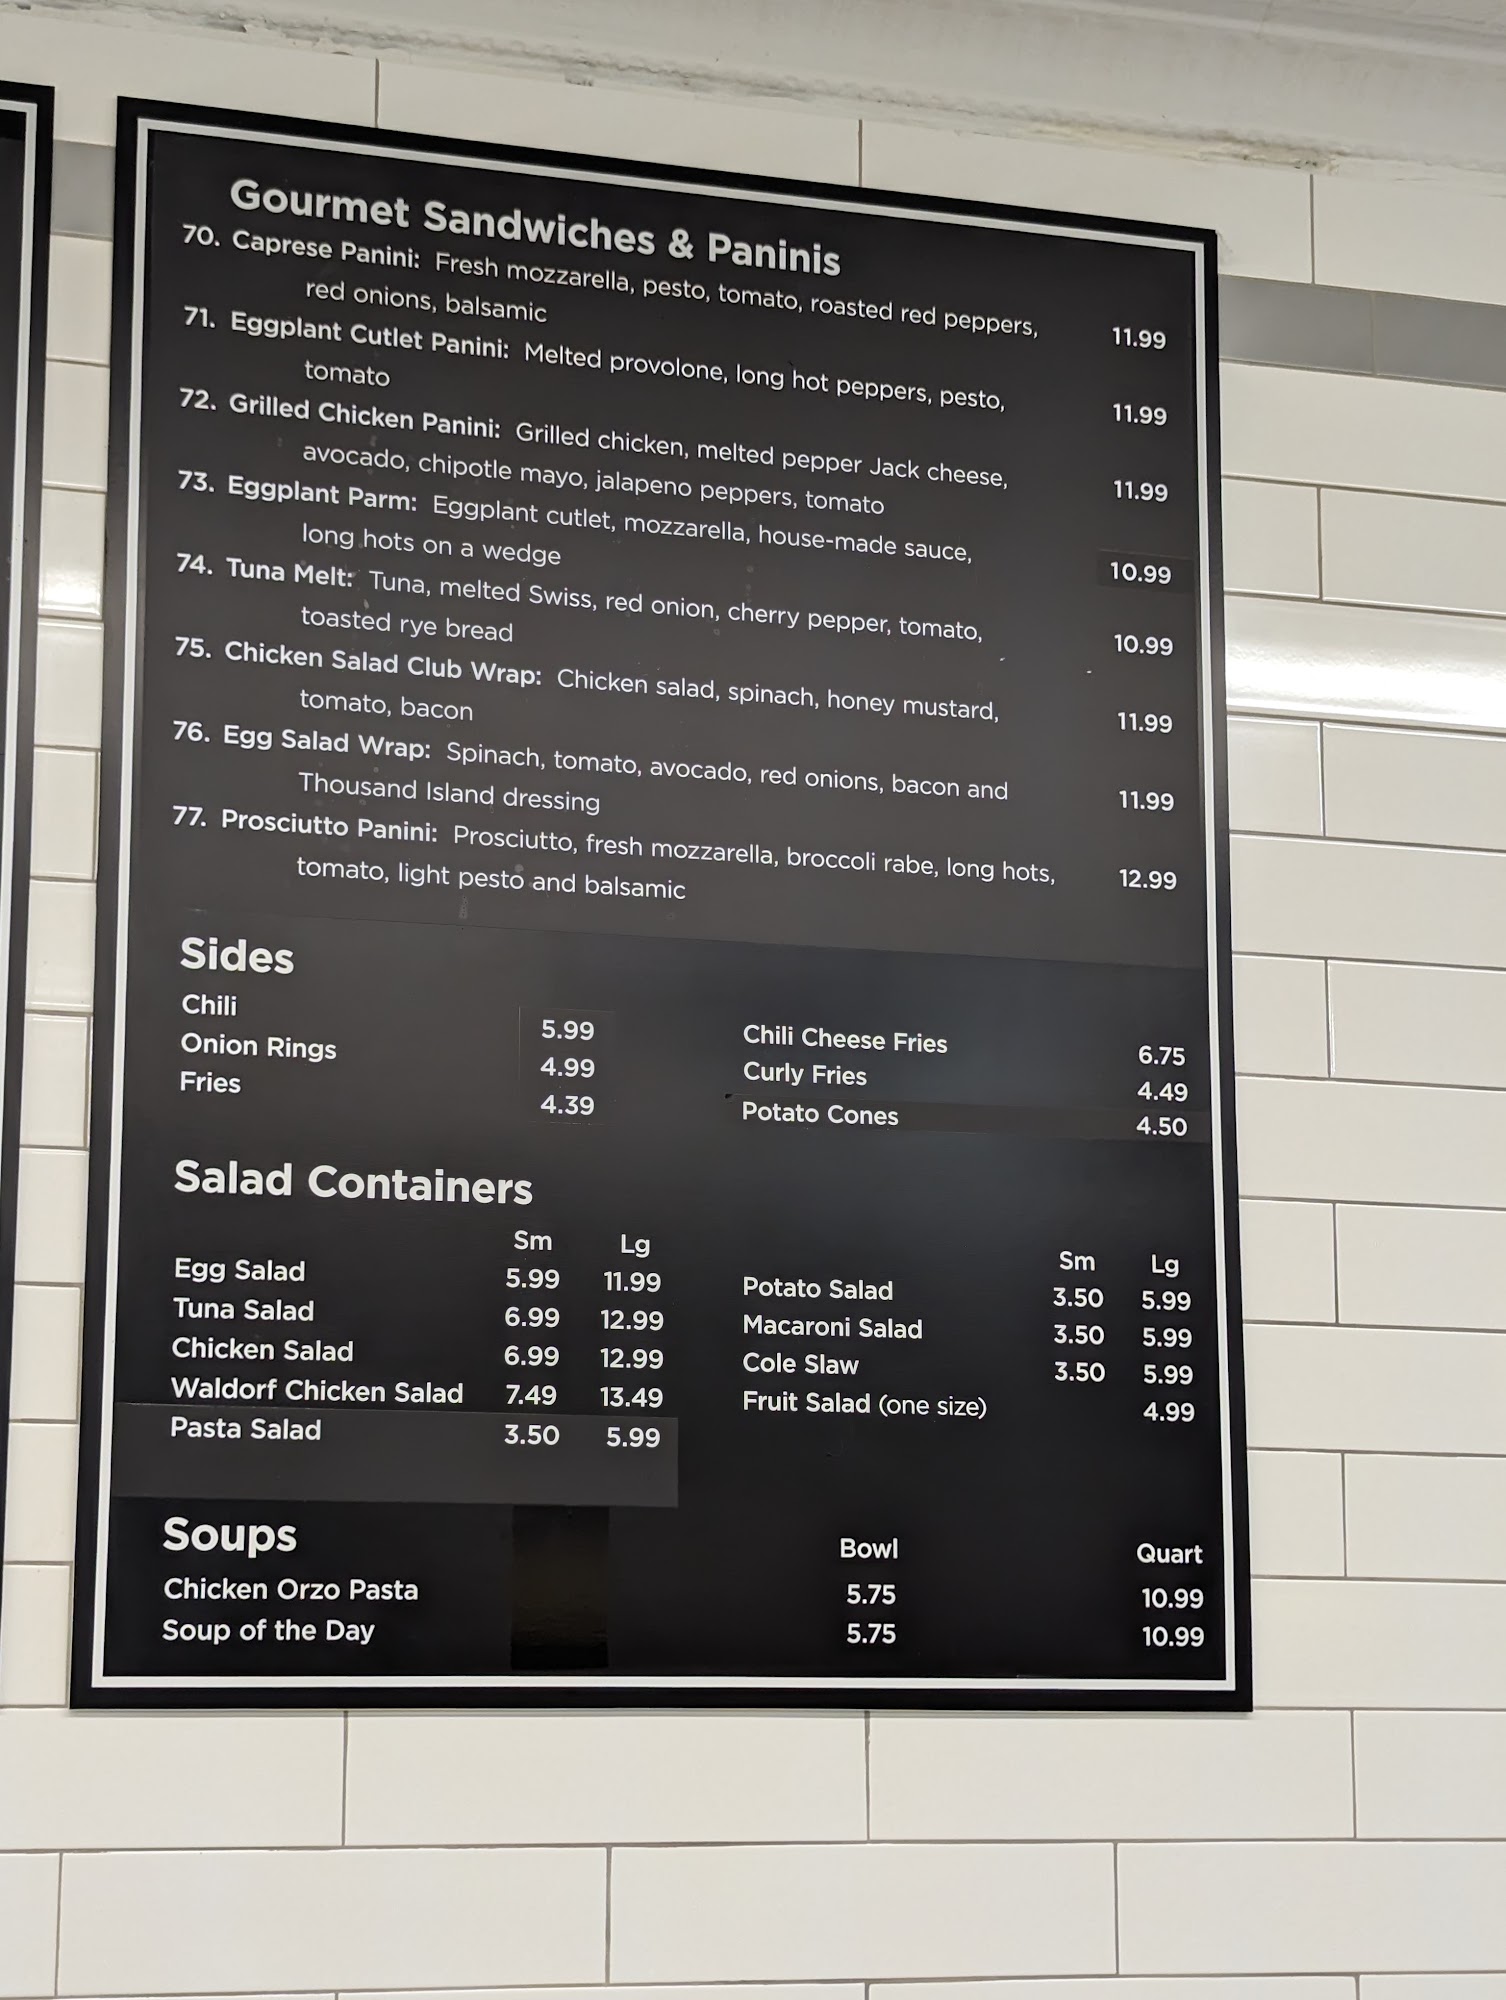 Gourmet Sandwiches & Paninis
70. Caprese Panini: Fresh mozzarella, pesto, tomato, roasted red peppers,
red onions, balsamic 11.99
71. Eggplant Cutlet Panini: Melted provolone, long hot peppers, pesto,
tomato 11.99
72. Grilled Chicken Panini: Grilled chicken, melted pepper Jack cheese,
avocado, chipotle mayo, jalapeno peppers, tomato 11.99
73. Eggplant Parm: Eggplant cutlet, mozzarella, house-made sauce,
long hots on a wedge 10.99
74. Tuna Melt: Tuna, melted Swiss, red onion, cherry pepper, tomato,
toasted rye bread 10.99
75. Chicken Salad Club Wrap: Chicken salad, spinach, honey mustard,
tomato, bacon 11.99
76. Egg Salad Wrap: Spinach, tomato, avocado, red onions, bacon and
Thousand Island dressing 11.99
77. Prosciutto Panini: Prosciutto, fresh mozzarella, broccoli rabe, long hots,
tomato, light pesto and balsamic 12.99
Sides
Chili 5.99
Onion Rings 4.99
Fries 4.39
Chili Cheese Fries 6.75
Curly Fries 4.49
Potato Cones 4.50
Salad Containers
Sm Lg
Egg Salad 5.99 11.99
Tuna Salad 6.99 12.99
Chicken Salad 6.99 12.99
Waldorf Chicken Salad 7.49 13.49
Pasta Salad 3.50 5.99
Sm Lg
Potato Salad 3.50 5.99
Macaroni Salad 3.50 5.99
Cole Slaw 3.50 5.99
Fruit Salad (one size) 4.99
Soups Bowl Quart
Chicken Orzo Pasta 5.75 10.99
Soup of the Day 5.75 10.99